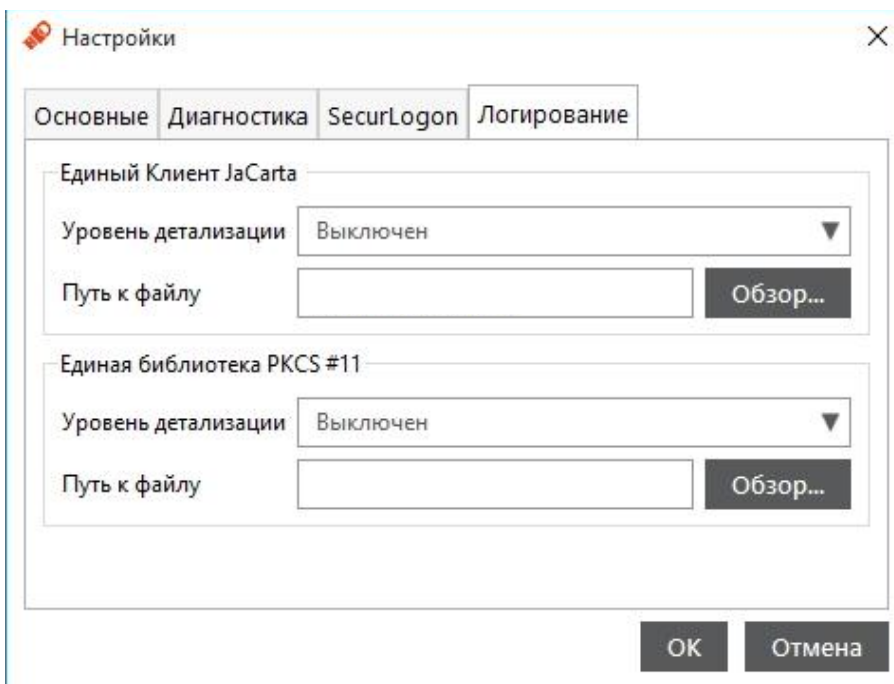 Настройки
Основные Диагностика SecurLogon Логирование
Единый Клиент JaCarta
Уровень детализации Выключен
Путь к файлу Обзор...
Единая библиотека PKCS #11
Уровень детализации Выключен
Путь к файлу Обзор...
ОК Отмена